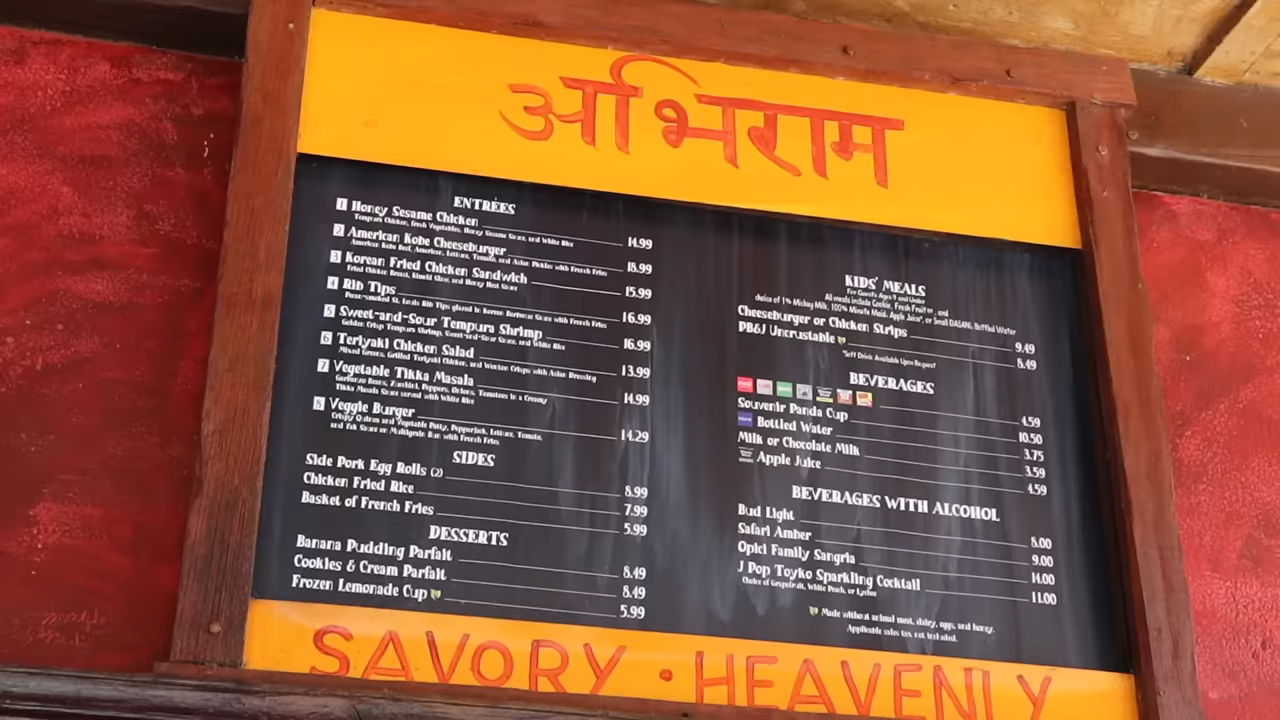 अभिराम
ENTRÉES
1 Honey Sesame Chicken 14.99
Tempura Chicken, Fresh Vegetables, Honey Sesame Sauce, and White Rice
2 American Kobe Cheeseburger 18.99
American Kobe Beef, American, Lettuce, Tomato, and Asian Pickles with French Fries
3 Korean Fried Chicken Sandwich 15.99
Fried Chicken Breast, Kimchi Slaw, and Honey Heat Sauce
4 Rib Tips 16.99
smoked St. Louis Rib Tips glazed in Korean Barbecue Sauce with French Fries
5 Sweet-and-Sour Tempura Shrimp 16.99
Golden Crisp Tempura Shrimp, Sweet-and-Sour Sauce, and White Rice
6 Teriyaki Chicken Salad 13.99
Mixed Greens, Grilled Teriyaki Chicken, and Wonton Crisps with Asian Dressing
7 Vegetable Tikka Masala 14.99
Garbanzo Beans, Zucchini, Peppers, Onions, Tomatoes in a Creamy
Tikka Masala Sauce served with White Rice
8 Veggie Burger 14.29
Crispy Quinoa and Vegetable Patty, Pepperjack, Lettuce, Tomato,
and Sauce on Multigrain Bun with French Fries
SIDES
Side Pork Egg Rolls (2) 8.99
Chicken Fried Rice 7.99
Basket of French Fries 5.99
DESSERTS
Banana Pudding Parfait 8.49
Cookies & Cream Parfait 8.49
Frozen Lemonade Cup 5.99
KIDS' MEALS
For Guests Ages 9 and Under
All meals include Cookie, Fresh Fruit, and
choice of 1% Mickey Milk, 100% Minute Maid® Apple Juice*, or Small DASANI® Bottled Water
Cheeseburger or Chicken Strips 9.49
PB&J Uncrustable 8.49
*Soft Drink Available Upon Request
BEVERAGES
4.59
Souvenir Panda Cup 10.50
Bottled Water 3.75
Milk or Chocolate Milk 3.59
Apple Juice 4.59
BEVERAGES WITH ALCOHOL
Bud Light 8.00
Safari Amber 9.00
Opici Family Sangria 14.00
J Pop Toyko Sparkling Cocktail 11.00
Choice of Grapefruit, White Peach, or Lychee
Made without animal meat, dairy, eggs, and honey.
Applicable sales tax not included.
SAVORY · HEAVENLY